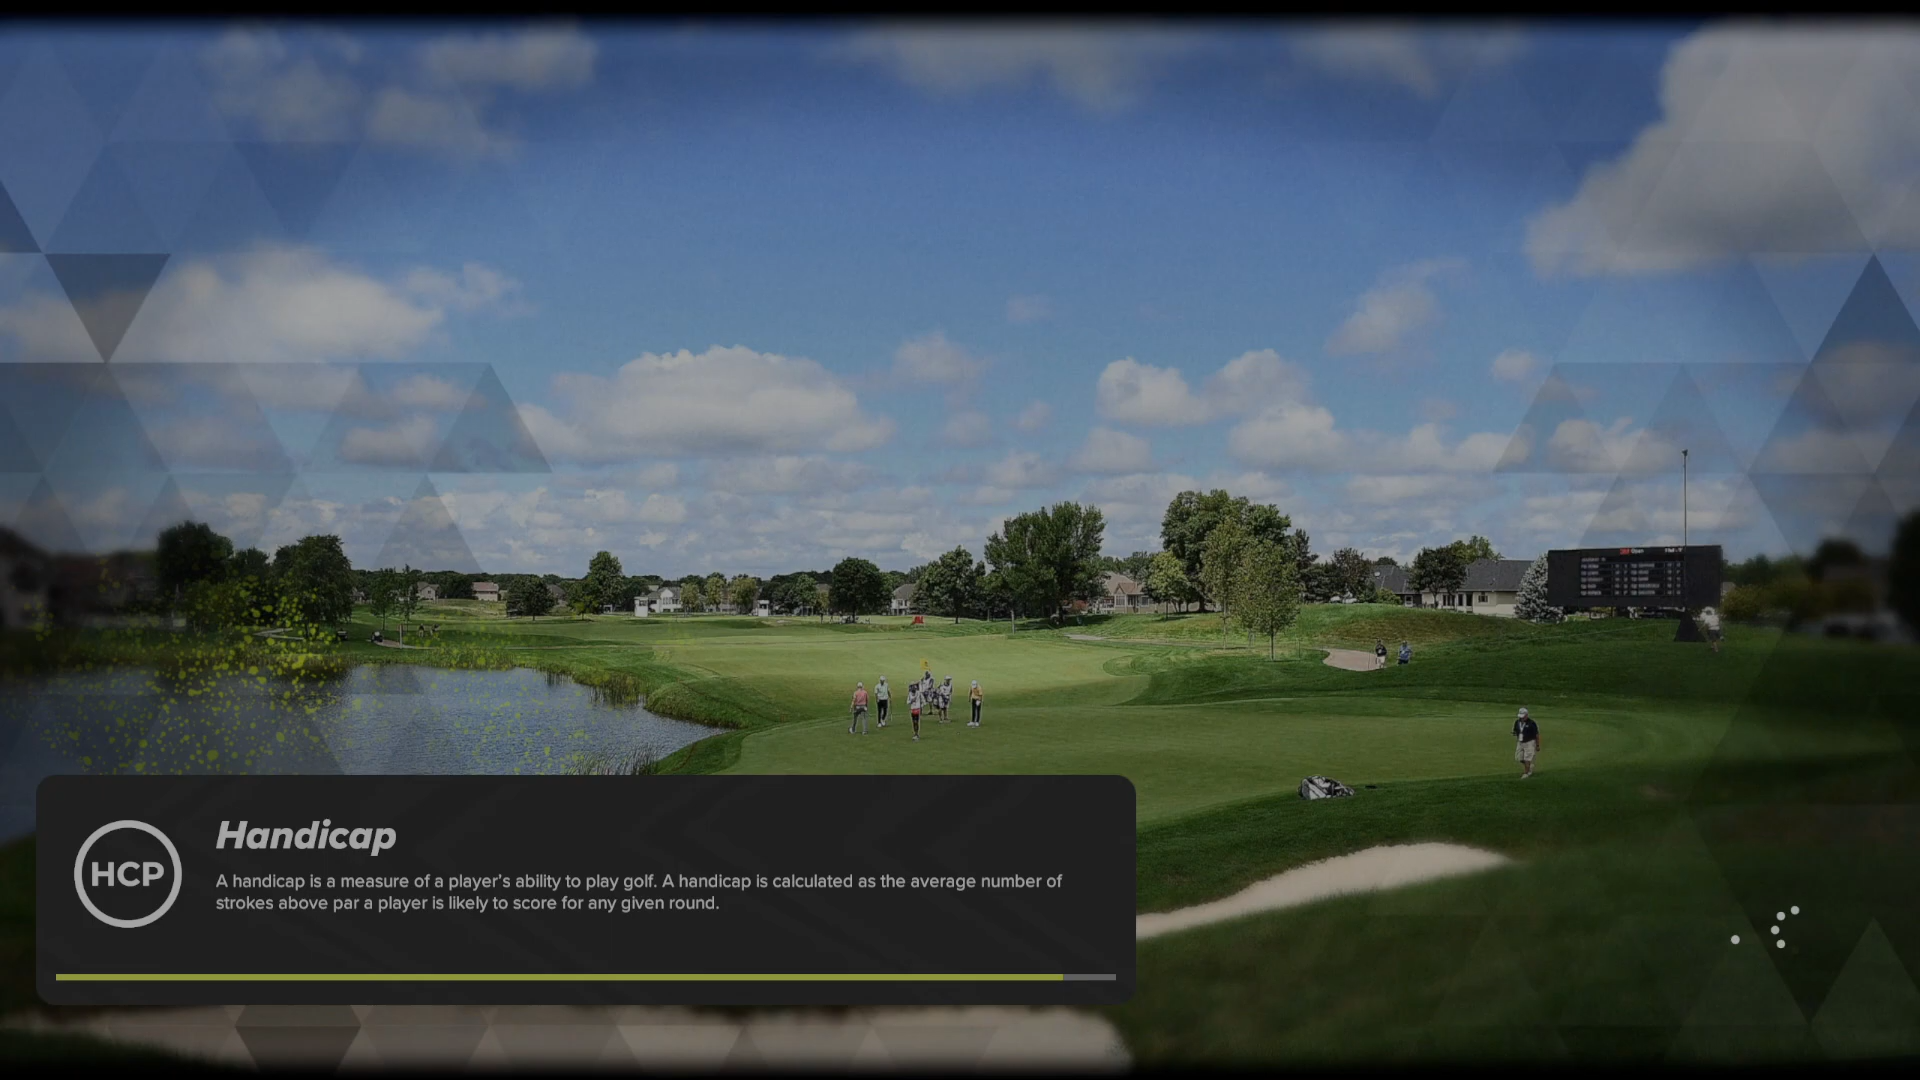 Handicap
HCP
A handicap is a measure of a player's ability to play golf. A handicap is calculated as the average number of
strokes above par a player is likely to score for any given round.